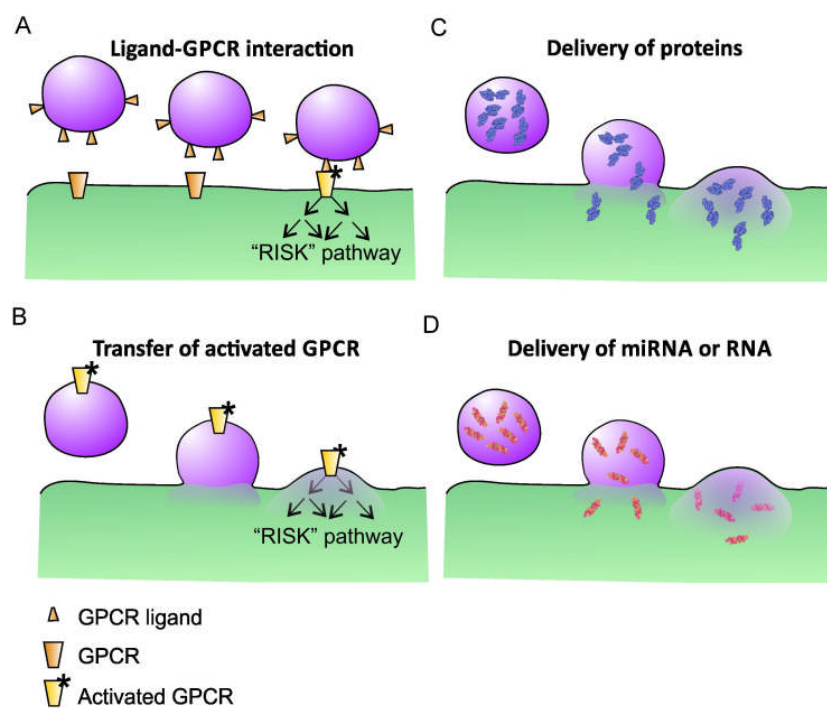 A
Ligand-GPCR interaction
*
“RISK” pathway
B
Transfer of activated GPCR
*
*
*
“RISK” pathway
GPCR ligand
GPCR
*
Activated GPCR
C
Delivery of proteins
D
Delivery of miRNA or RNA